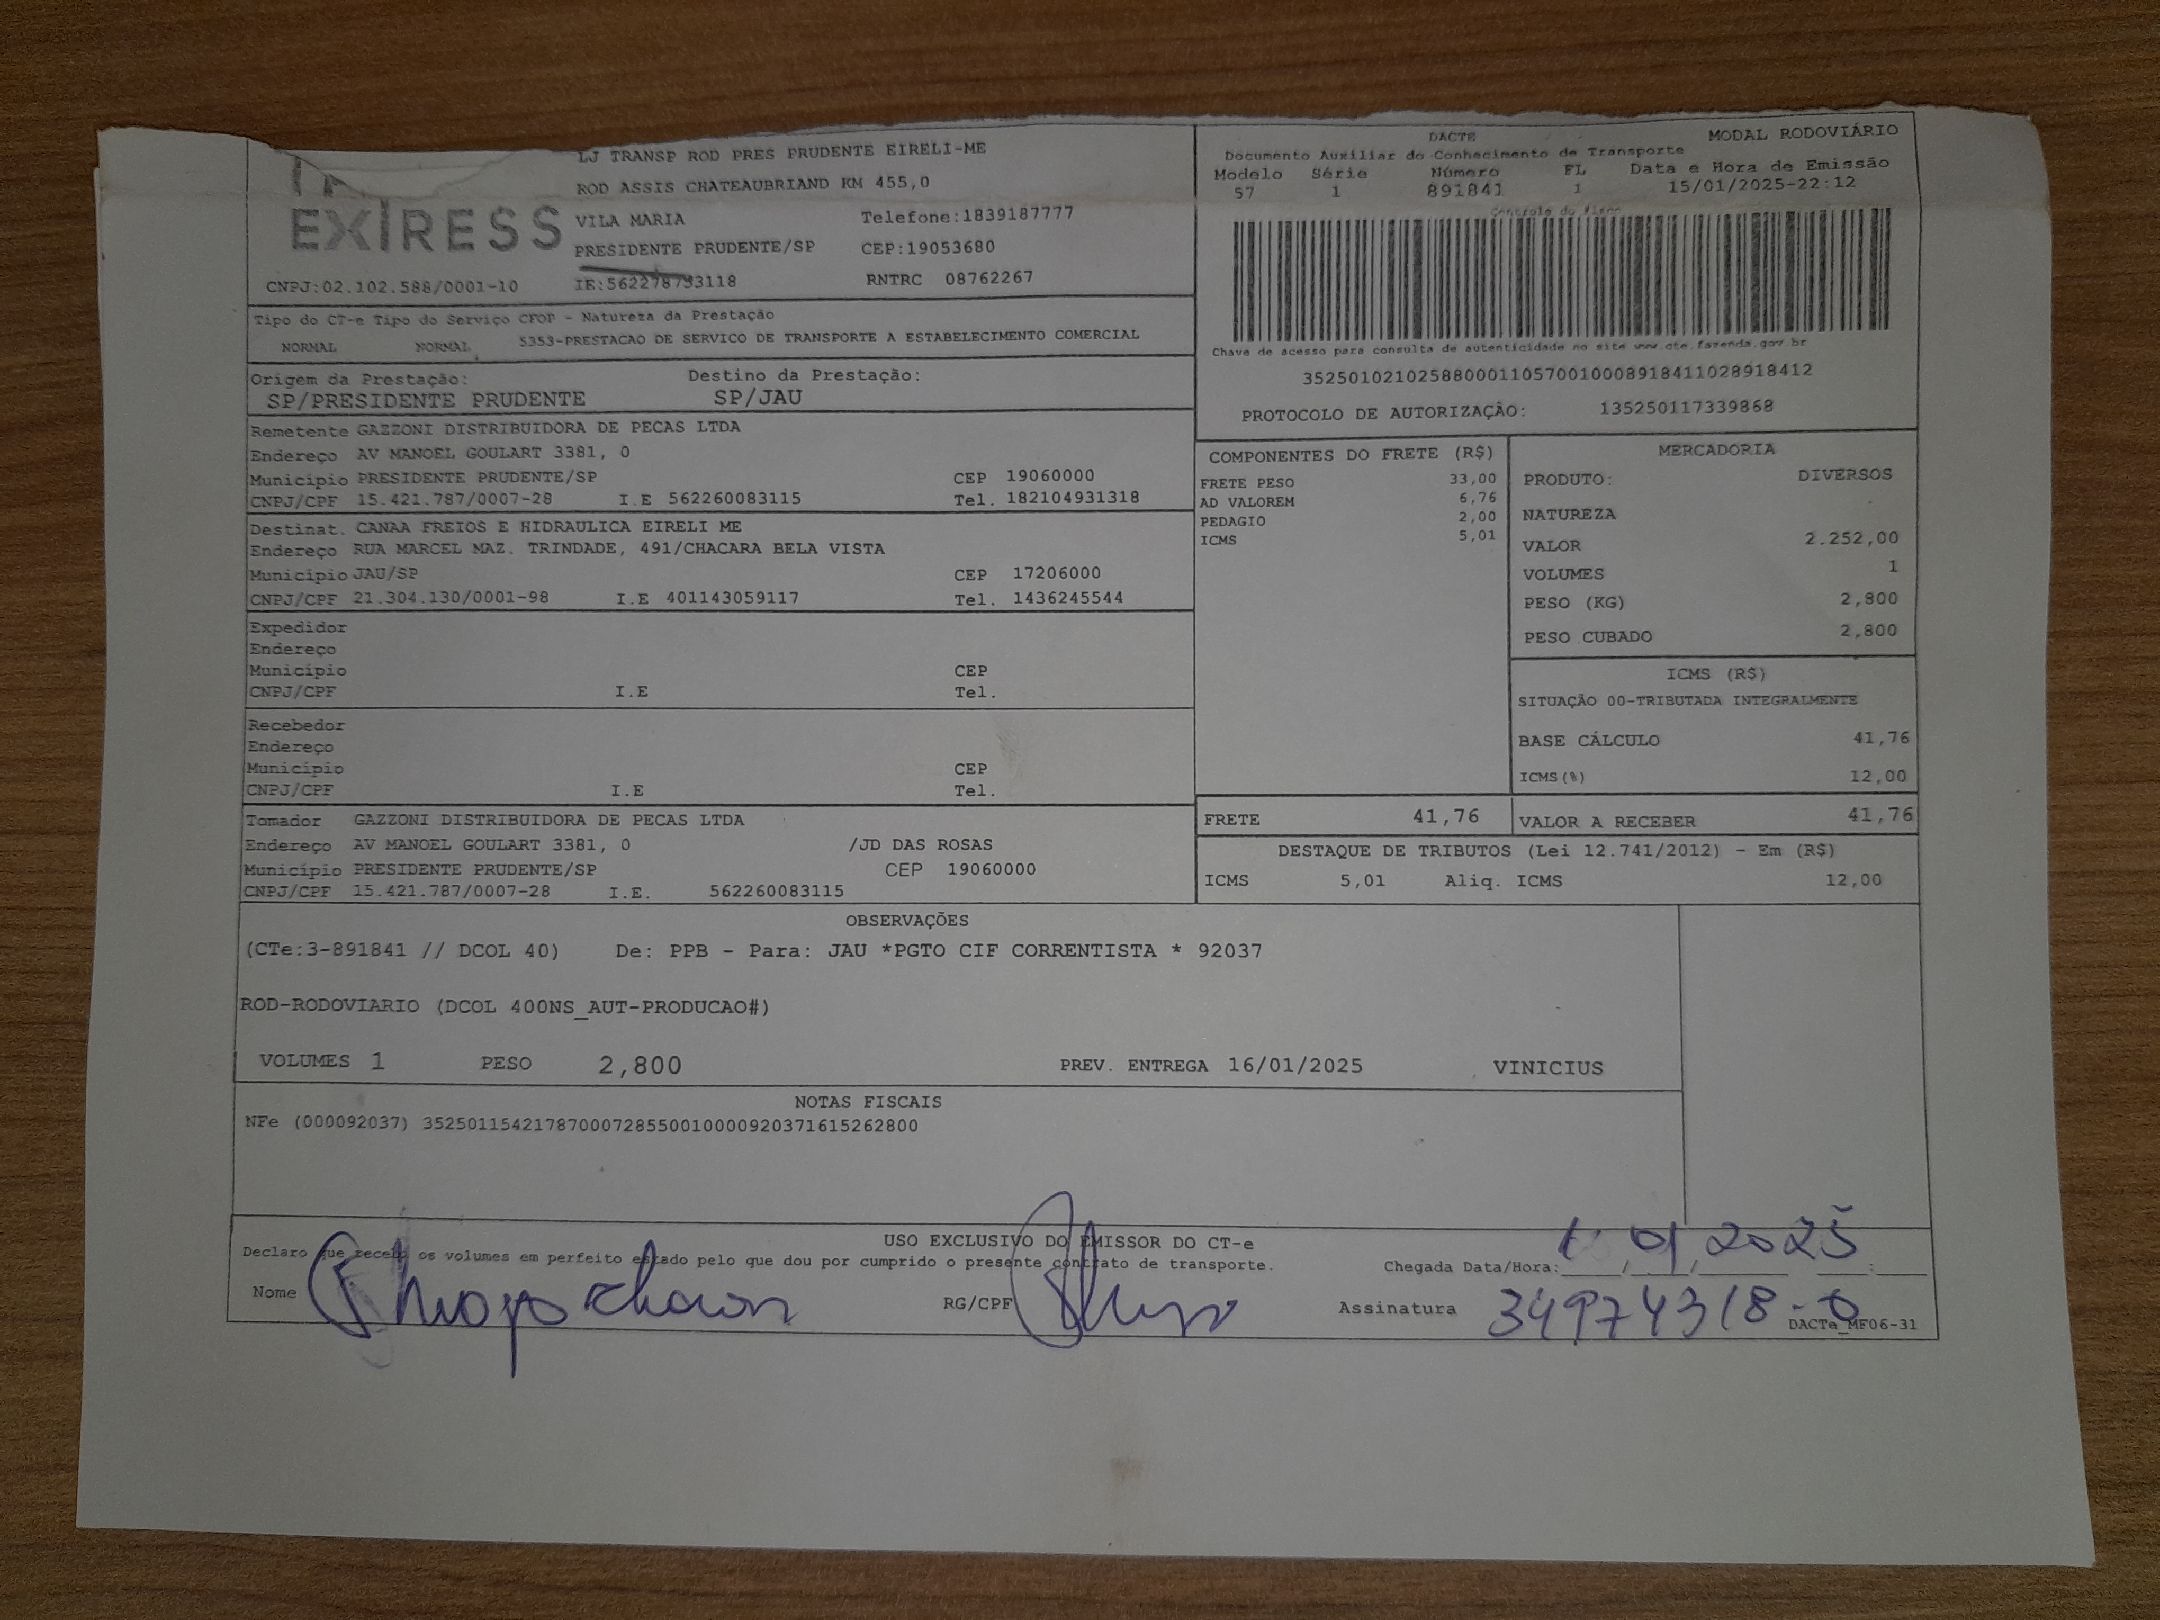 LJ TRANSP ROD PRES PRUDENTE EIRELI-ME
ROD ASSIS CHATEAUBRIAND KM 455,0
EXPRESS
VILA MARIA Telefone:1839187777
PRESIDENTE PRUDENTE/SP CEP:19053680
CNPJ:02.102.588/0001-10 IE:562278793118 RNTRC 08762267
DACTE MODAL RODOVIÁRIO
Documento Auxiliar do Conhecimento de Transporte
Modelo Série Número FL Data e Hora de Emissão
57 1 891841 1 15/01/2025-22:12
Controle do Fisco
Chave de acesso para consulta de autenticidade no site www.cte.fazenda.gov.br
35250102102588000110570010008918411028918412
PROTOCOLO DE AUTORIZAÇÃO: 135250117339868
Tipo do CT-e Tipo do Serviço CFOP - Natureza da Prestação
NORMAL NORMAL 5353-PRESTACAO DE SERVICO DE TRANSPORTE A ESTABELECIMENTO COMERCIAL
Origem da Prestação: Destino da Prestação:
SP/PRESIDENTE PRUDENTE SP/JAU
Remetente GAZZONI DISTRIBUIDORA DE PECAS LTDA
Endereço AV MANOEL GOULART 3381, 0
Município PRESIDENTE PRUDENTE/SP CEP 19060000
CNPJ/CPF 15.421.787/0007-28 I.E 562260083115 Tel. 182104931318
Destinat. CANAA FREIOS E HIDRAULICA EIRELI ME
Endereço RUA MARCEL MAZ. TRINDADE, 491/CHACARA BELA VISTA
Município JAU/SP CEP 17206000
CNPJ/CPF 21.304.130/0001-98 I.E 401143059117 Tel. 1436245544
Expedidor
Endereço
Município CEP
CNPJ/CPF I.E Tel.
Recebedor
Endereço
Município CEP
CNPJ/CPF I.E Tel.
Tomador GAZZONI DISTRIBUIDORA DE PECAS LTDA
Endereço AV MANOEL GOULART 3381, 0 /JD DAS ROSAS
Município PRESIDENTE PRUDENTE/SP CEP 19060000
CNPJ/CPF 15.421.787/0007-28 I.E. 562260083115
COMPONENTES DO FRETE (R$)
FRETE PESO 33,00
AD VALOREM 6,76
PEDAGIO 2,00
ICMS 5,01
MERCADORIA
PRODUTO: DIVERSOS
NATUREZA
VALOR 2.252,00
VOLUMES 1
PESO (KG) 2,800
PESO CUBADO 2,800
ICMS (R$)
SITUAÇÃO 00-TRIBUTADA INTEGRALMENTE
BASE CÁLCULO 41,76
ICMS(%) 12,00
FRETE 41,76 VALOR A RECEBER 41,76
DESTAQUE DE TRIBUTOS (Lei 12.741/2012) - Em (R$)
ICMS 5,01 Aliq. ICMS 12,00
OBSERVAÇÕES
(CTe:3-891841 // DCOL 40) De: PPB - Para: JAU *PGTO CIF CORRENTISTA * 92037
ROD-RODOVIARIO (DCOL 400NS_AUT-PRODUCAO#)
VOLUMES 1 PESO 2,800 PREV. ENTREGA 16/01/2025 VINICIUS
NOTAS FISCAIS
NFe (000092037) 35250115421787000728550010000920371615262800
USO EXCLUSIVO DO EMISSOR DO CT-e
Declaro que recebi os volumes em perfeito estado pelo que dou por cumprido o presente contrato de transporte.
Chegada Data/Hora: 01 2025
Nome RG/CPF Assinatura 34974318-0
DACTe_MF06-31